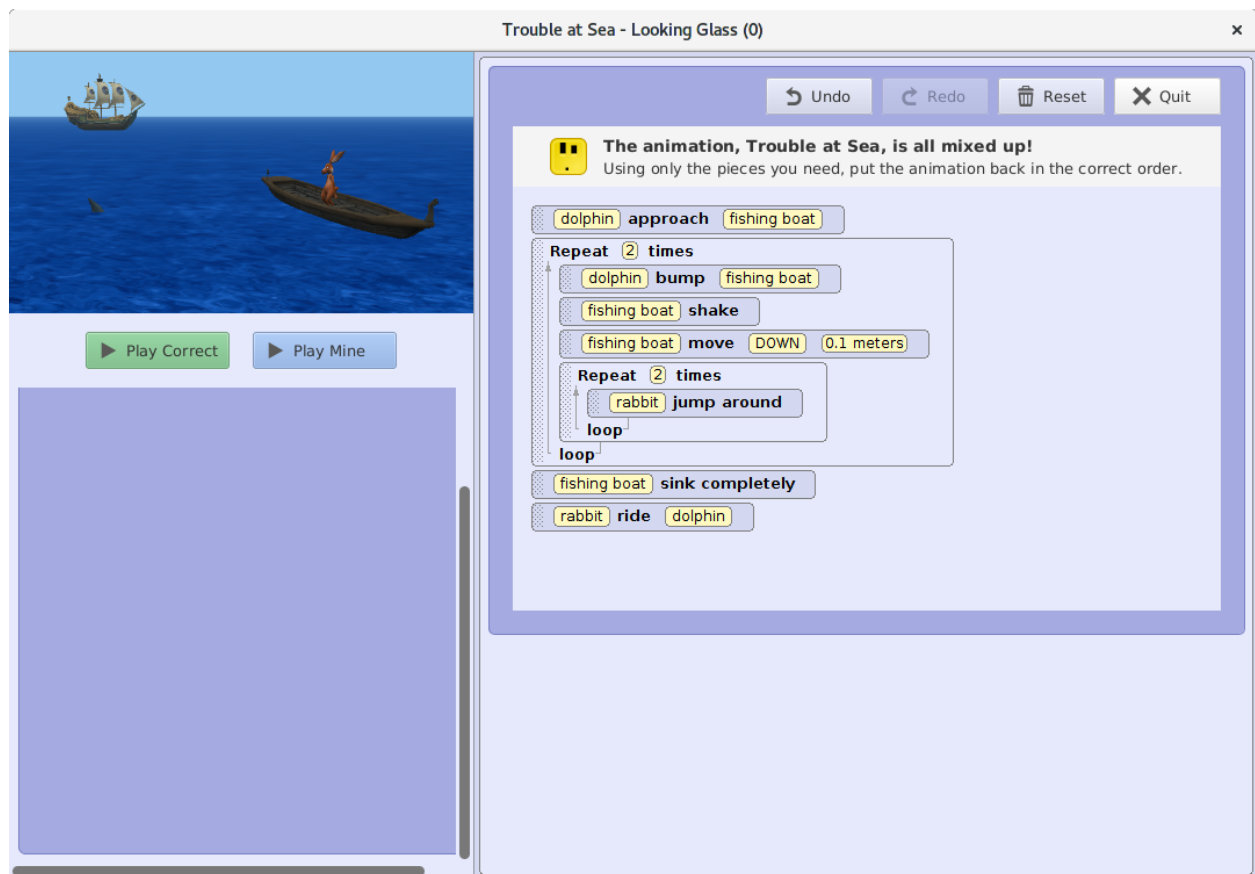 Trouble at Sea - Looking Glass (0)
Undo
Redo
Reset
Quit
The animation, Trouble at Sea, is all mixed up!
Using only the pieces you need, put the animation back in the correct order.
Play Correct
Play Mine
dolphin approach fishing boat
Repeat 2 times
dolphin bump fishing boat
fishing boat shake
fishing boat move DOWN 0.1 meters
Repeat 2 times
rabbit jump around
loop
loop
fishing boat sink completely
rabbit ride dolphin